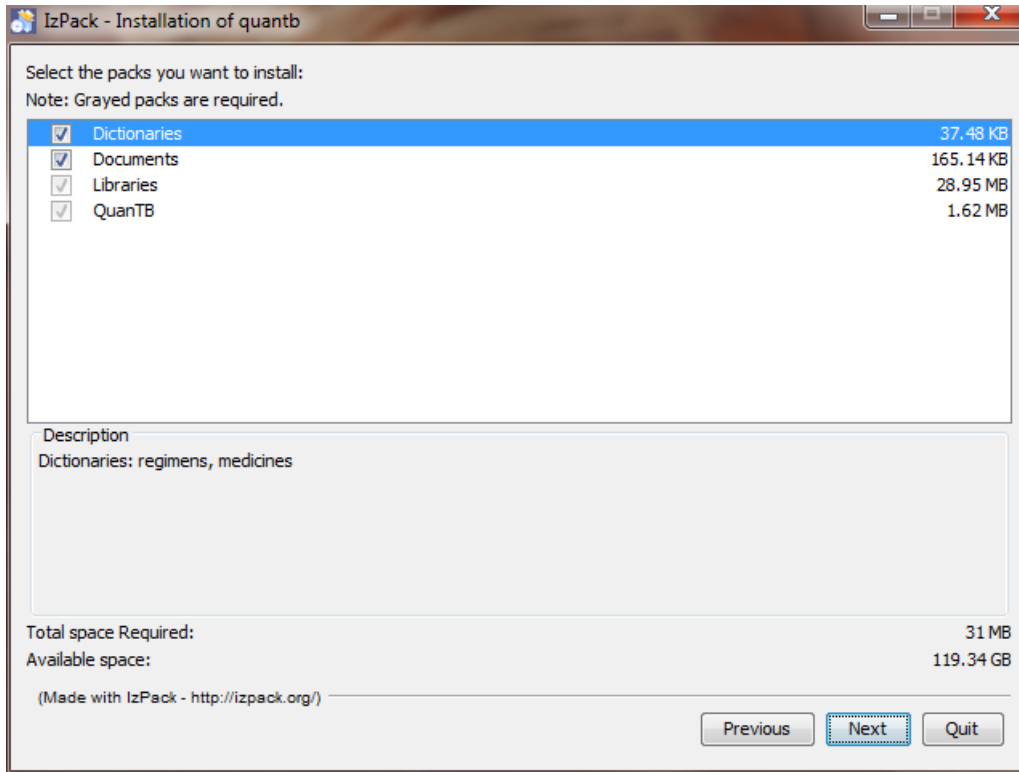 IzPack - Installation of quantb
Select the packs you want to install:
Note: Grayed packs are required.
Dictionaries 37.48 KB
Documents 165.14 KB
Libraries 28.95 MB
QuanTB 1.62 MB
Description
Dictionaries: regimens, medicines
Total space Required: 31 MB
Available space: 119.34 GB
(Made with IzPack - http://izpack.org/)
Previous Next Quit